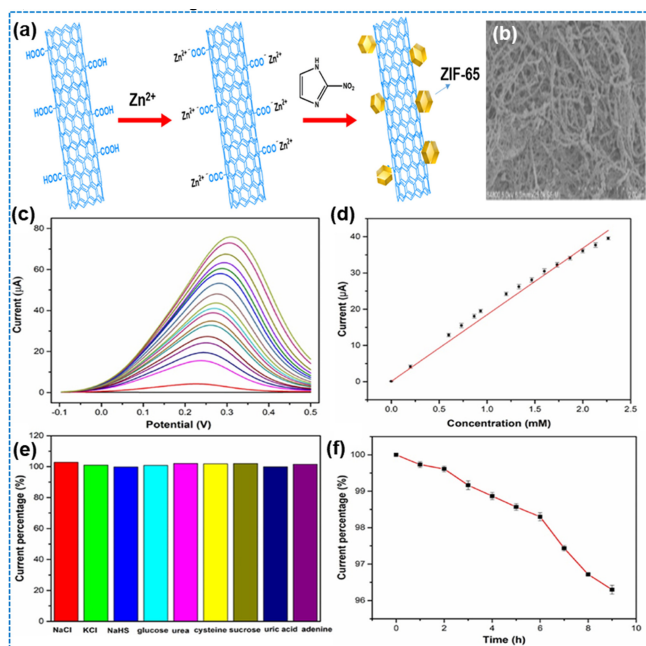 (a)
HOOC
COOH
HOOC
COOH
HOOC
COOH
Zn²⁺
Zn²⁺ ⁻OOC
COO⁻ Zn²⁺
Zn²⁺ ⁻OOC
COO⁻ Zn²⁺
Zn²⁺ ⁻OOC
COO⁻ Zn²⁺
H
N
N
NO₂
ZIF-65
(b)
(c)
80
60
40
20
0
Current (μA)
-0.1 0.0 0.1 0.2 0.3 0.4 0.5
Potential (V)
(d)
40
30
20
10
0
Current (μA)
0.0 0.5 1.0 1.5 2.0 2.5
Concentration (mM)
(e)
120
100
80
60
40
20
0
Current percentage (%)
NaCl KCl NaHS glucose urea cysteine sucrose uric acid adenine
(f)
100
99
98
97
96
Current percentage (%)
0 2 4 6 8 10
Time (h)